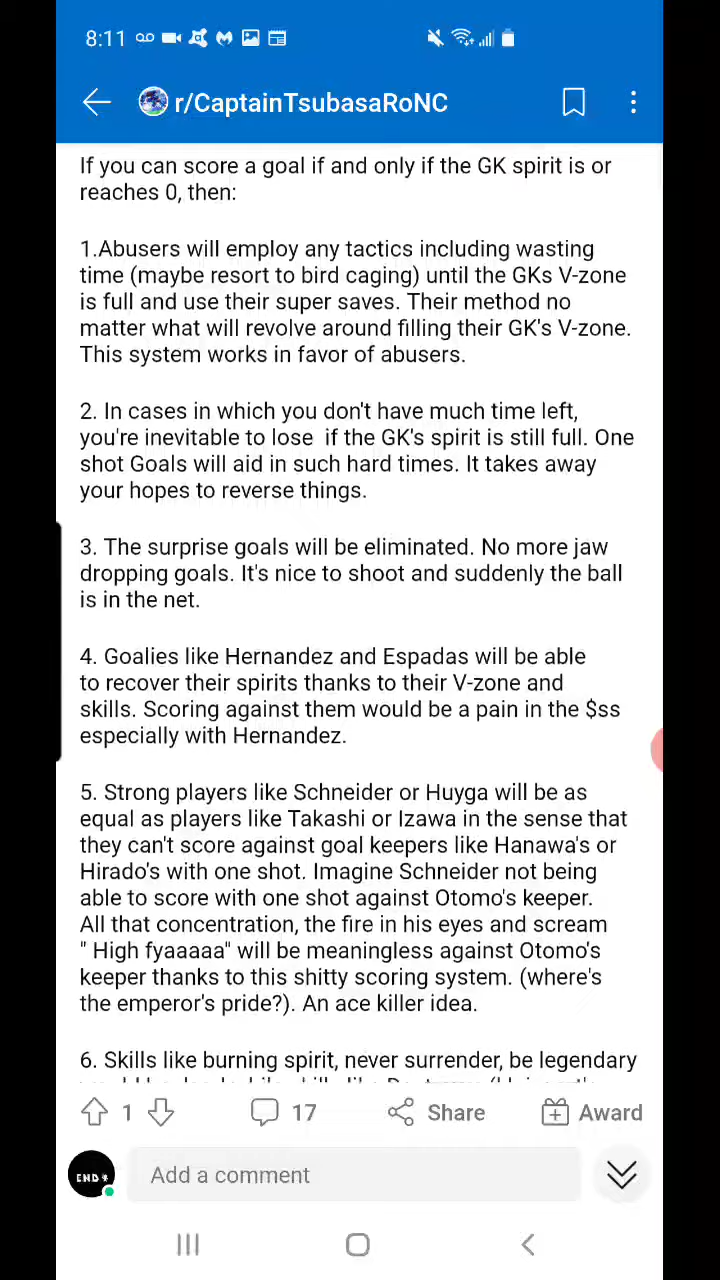 8:11
r/CaptainTsubasaRoNC
If you can score a goal if and only if the GK spirit is or
reaches 0, then:
1.Abusers will employ any tactics including wasting
time (maybe resort to bird caging) until the GKs V-zone
is full and use their super saves. Their method no
matter what will revolve around filling their GK's V-zone.
This system works in favor of abusers.
2. In cases in which you don't have much time left,
you're inevitable to lose  if the GK's spirit is still full. One
shot Goals will aid in such hard times. It takes away
your hopes to reverse things.
3. The surprise goals will be eliminated. No more jaw
dropping goals. It's nice to shoot and suddenly the ball
is in the net.
4. Goalies like Hernandez and Espadas will be able
to recover their spirits thanks to their V-zone and
skills. Scoring against them would be a pain in the $ss
especially with Hernandez.
5. Strong players like Schneider or Huyga will be as
equal as players like Takashi or Izawa in the sense that
they can't score against goal keepers like Hanawa's or
Hirado's with one shot. Imagine Schneider not being
able to score with one shot against Otomo's keeper.
All that concentration, the fire in his eyes and scream
" High fyaaaaa" will be meaningless against Otomo's
keeper thanks to this shitty scoring system. (where's
the emperor's pride?). An ace killer idea.
6. Skills like burning spirit, never surrender, be legendary
1
17
Share
Award
END
Add a comment